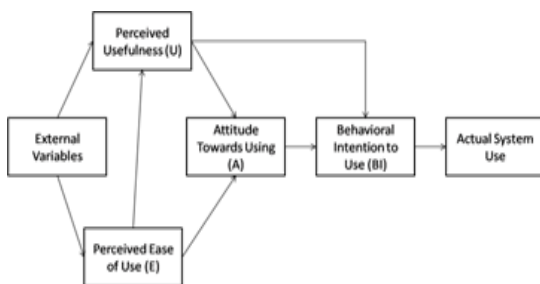 Perceived
Usefulness (U)
External
Variables
Attitude
Towards Using
(A)
Behavioral
Intention to
Use (BI)
Actual System
Use
Perceived Ease
of Use (E)